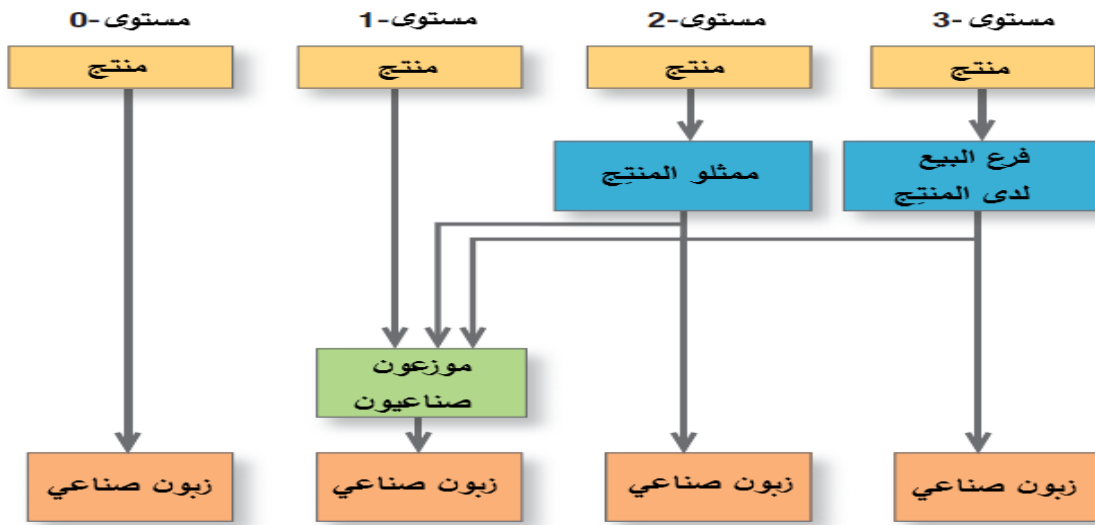 مستوى-0
مستوى-1
مستوى-2
مستوى -3
منتج
منتج
منتج
منتج
ممثلو المنتِج
فرع البيع
لدى المنتِج
موزعون
صناعيون
زبون صناعي
زبون صناعي
زبون صناعي
زبون صناعي